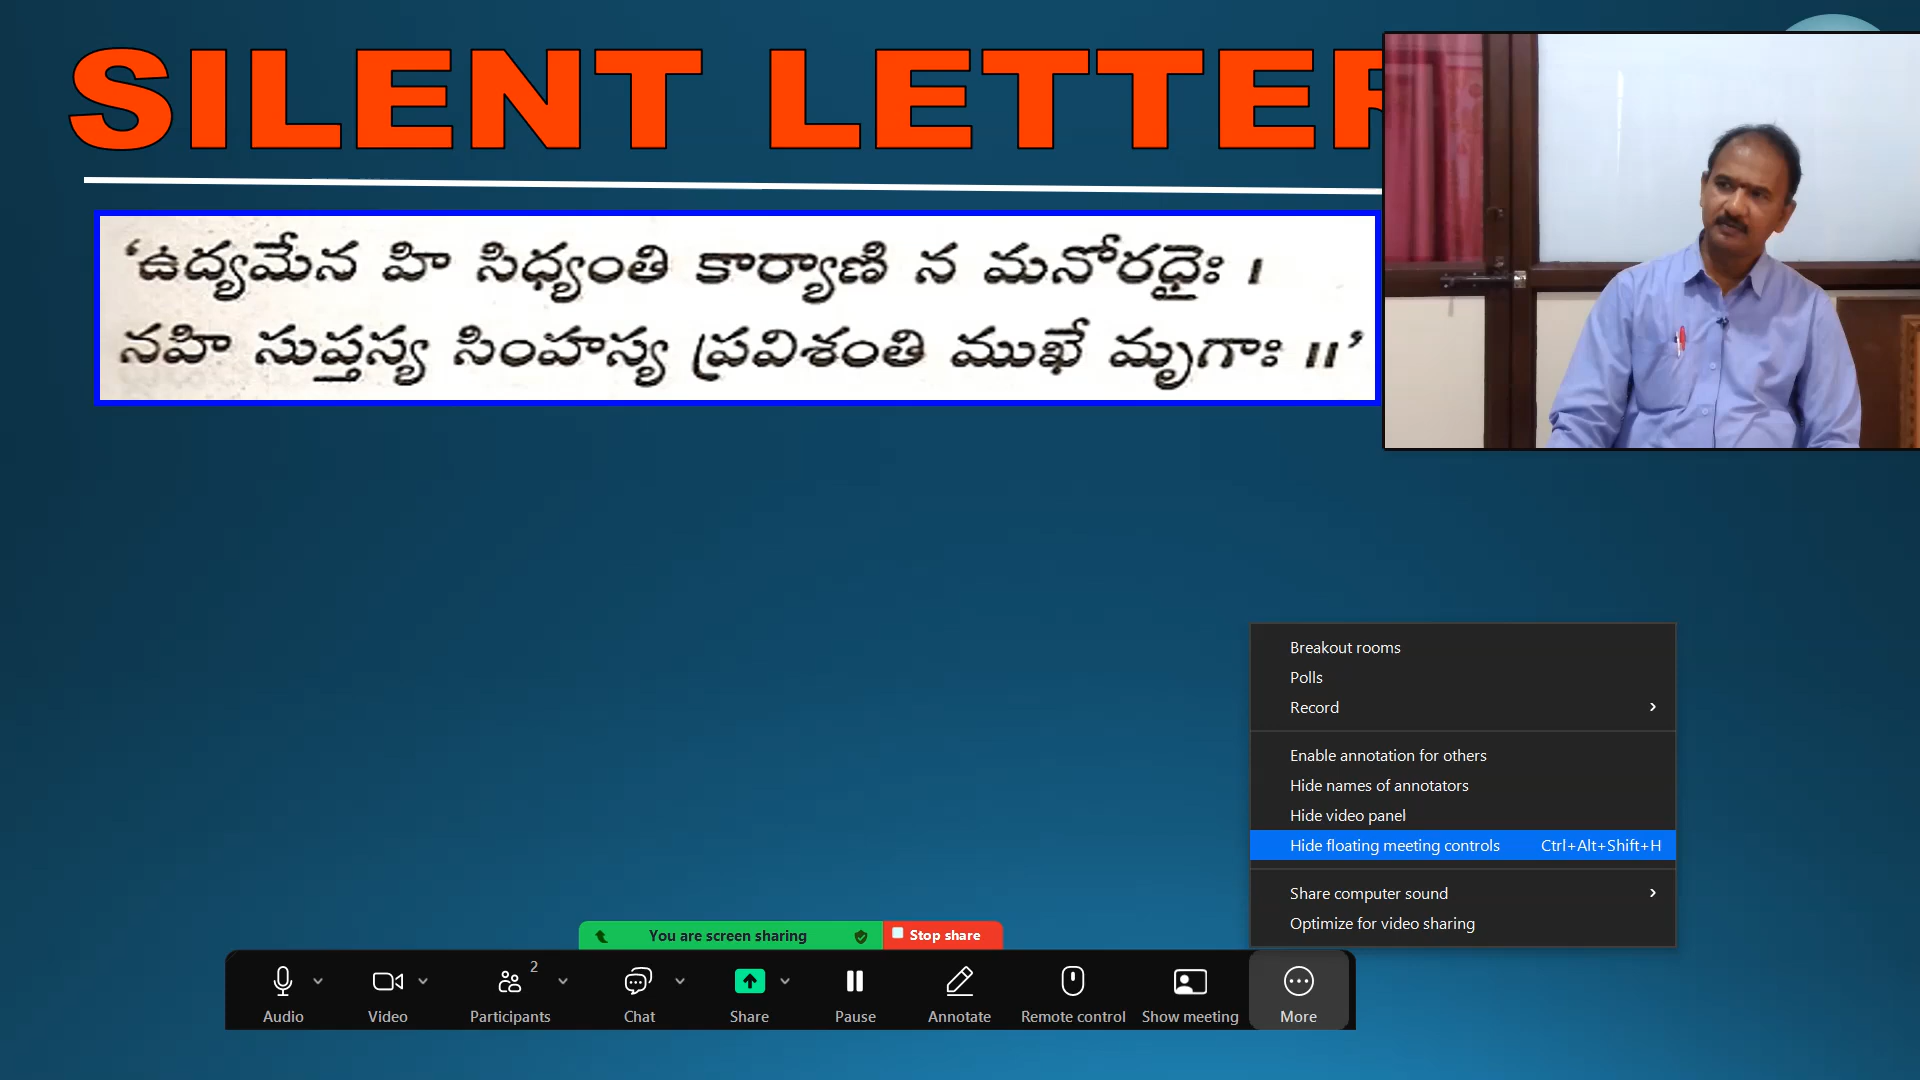 SILENT LETTER
‘ఉద్యమేన హి సిధ్యంతి కార్యాణి న మనోరధైః ।
నహి సుప్తస్య సింహస్య ప్రవిశంతి ముఖే మృగాః ।।’
Breakout rooms
Polls
Record
Enable annotation for others
Hide names of annotators
Hide video panel
Hide floating meeting controls Ctrl+Alt+Shift+H
Share computer sound
Optimize for video sharing
You are screen sharing Stop share
2
Audio Video Participants Chat Share Pause Annotate Remote control Show meeting More